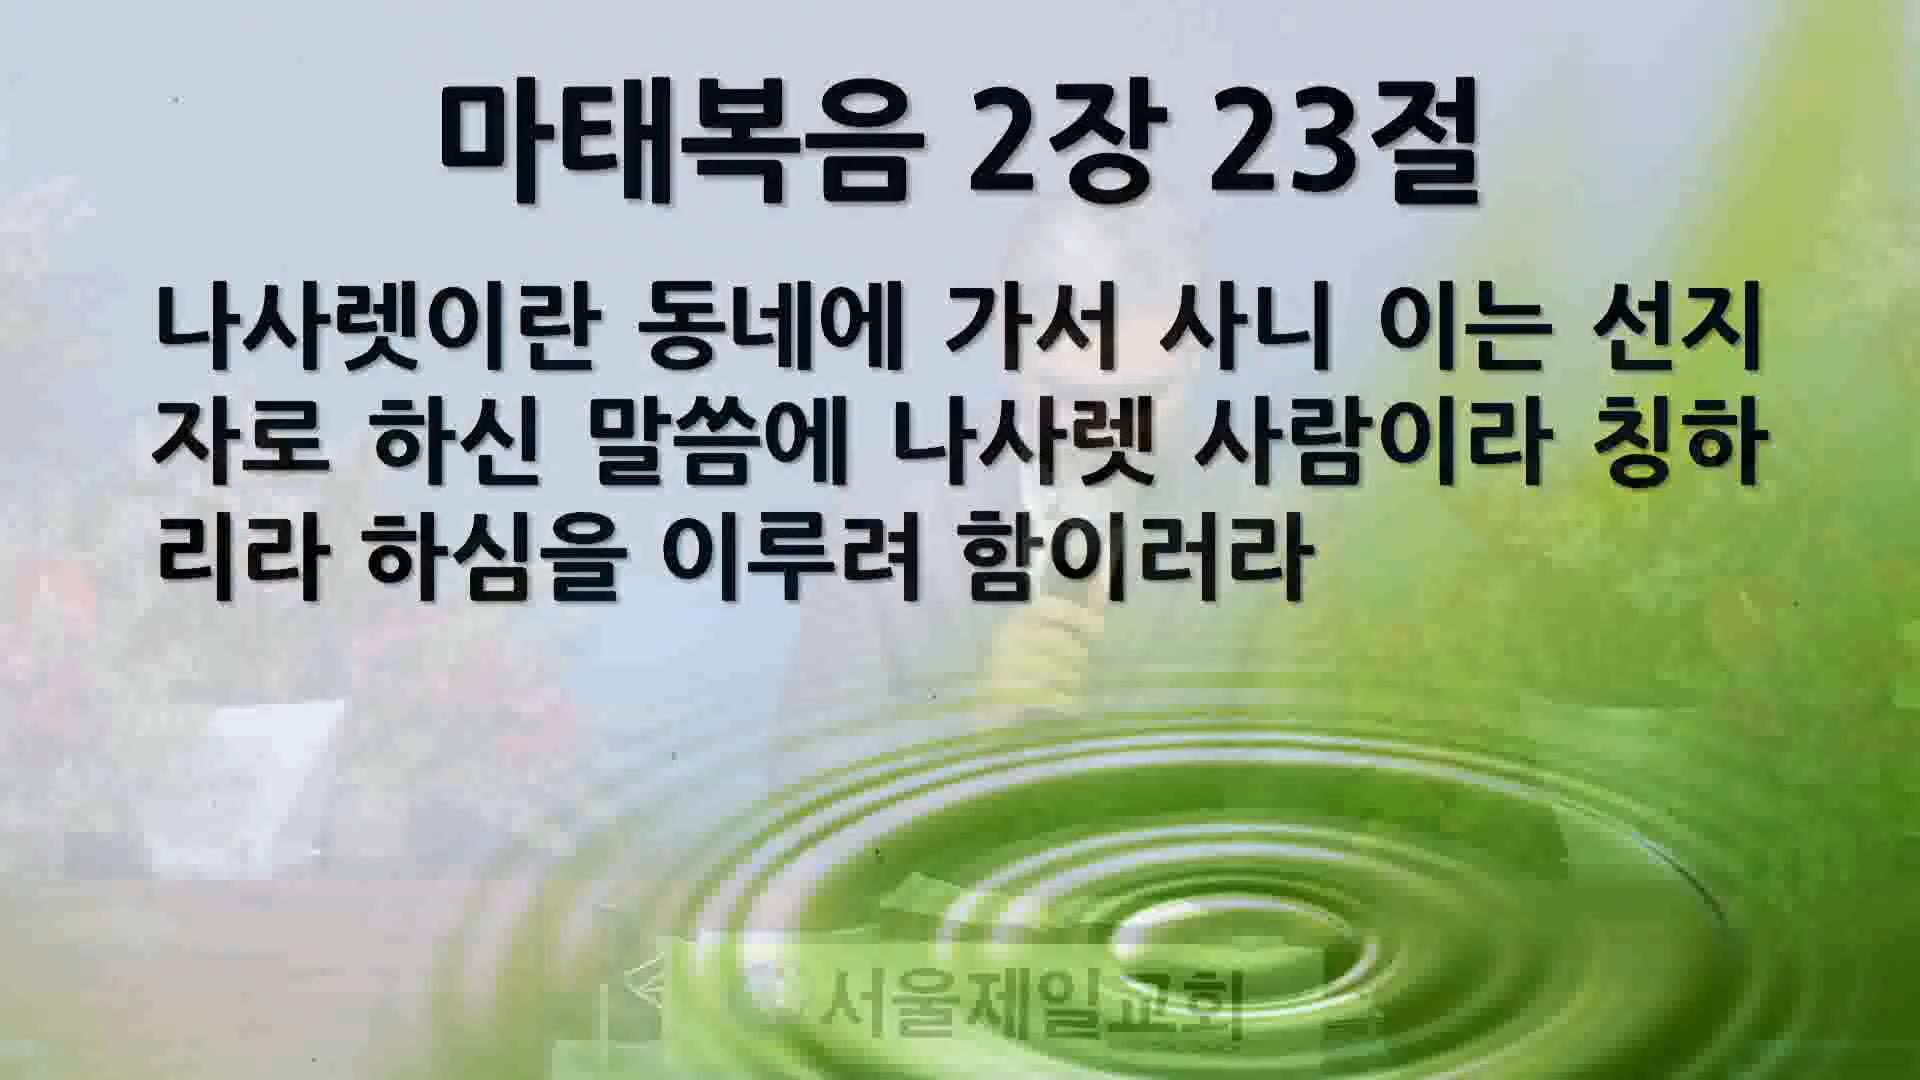 마태복음 2장 23절
나사렛이란 동네에 가서 사니 이는 선지
자로 하신 말씀에 나사렛 사람이라 칭하
리라 하심을 이루려 함이러라
서울제일교회